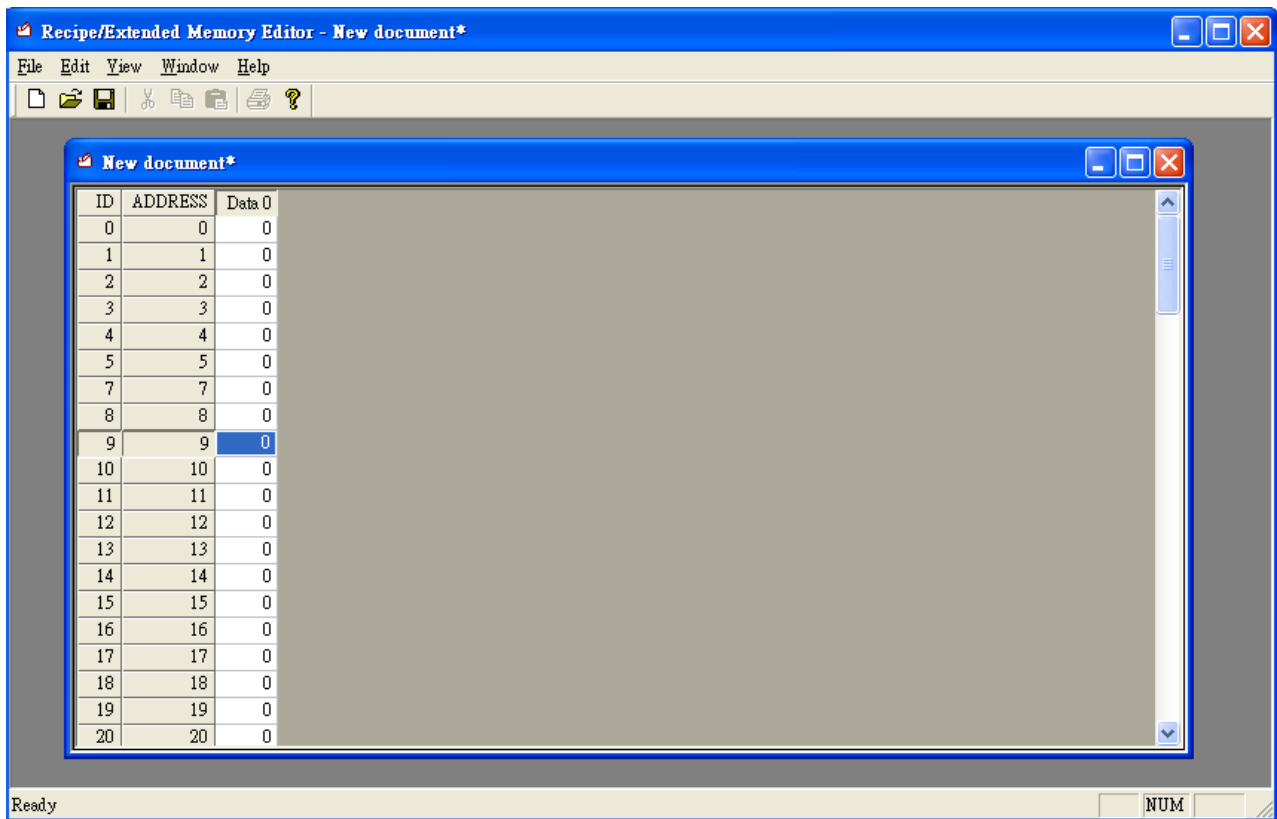 Recipe/Extended Memory Editor - New document*
File Edit View Window Help
New document*
ID ADDRESS Data 0
0 0 0
1 1 0
2 2 0
3 3 0
4 4 0
5 5 0
7 7 0
8 8 0
9 9 0
10 10 0
11 11 0
12 12 0
13 13 0
14 14 0
15 15 0
16 16 0
17 17 0
18 18 0
19 19 0
20 20 0
Ready NUM